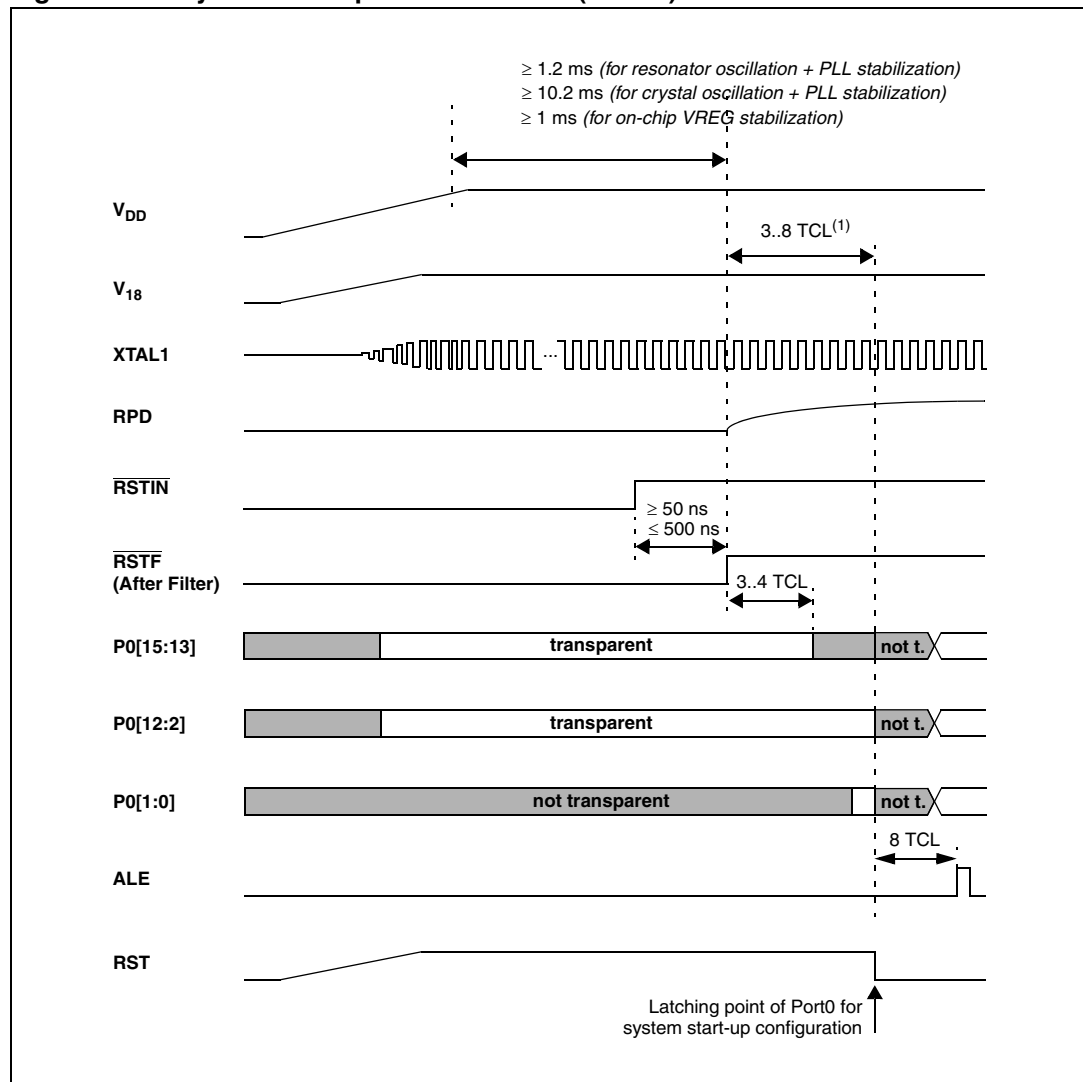 ≥ 1.2 ms (for resonator oscillation + PLL stabilization)
≥ 10.2 ms (for crystal oscillation + PLL stabilization)
≥ 1 ms (for on-chip VREG stabilization)
VDD
3..8 TCL(1)
V18
XTAL1
...
RPD
RSTIN
≥ 50 ns
≤ 500 ns
RSTF
(After Filter)
3..4 TCL
P0[15:13]
transparent
not t.
P0[12:2]
transparent
not t.
P0[1:0]
not transparent
not t.
8 TCL
ALE
RST
Latching point of Port0 for
system start-up configuration